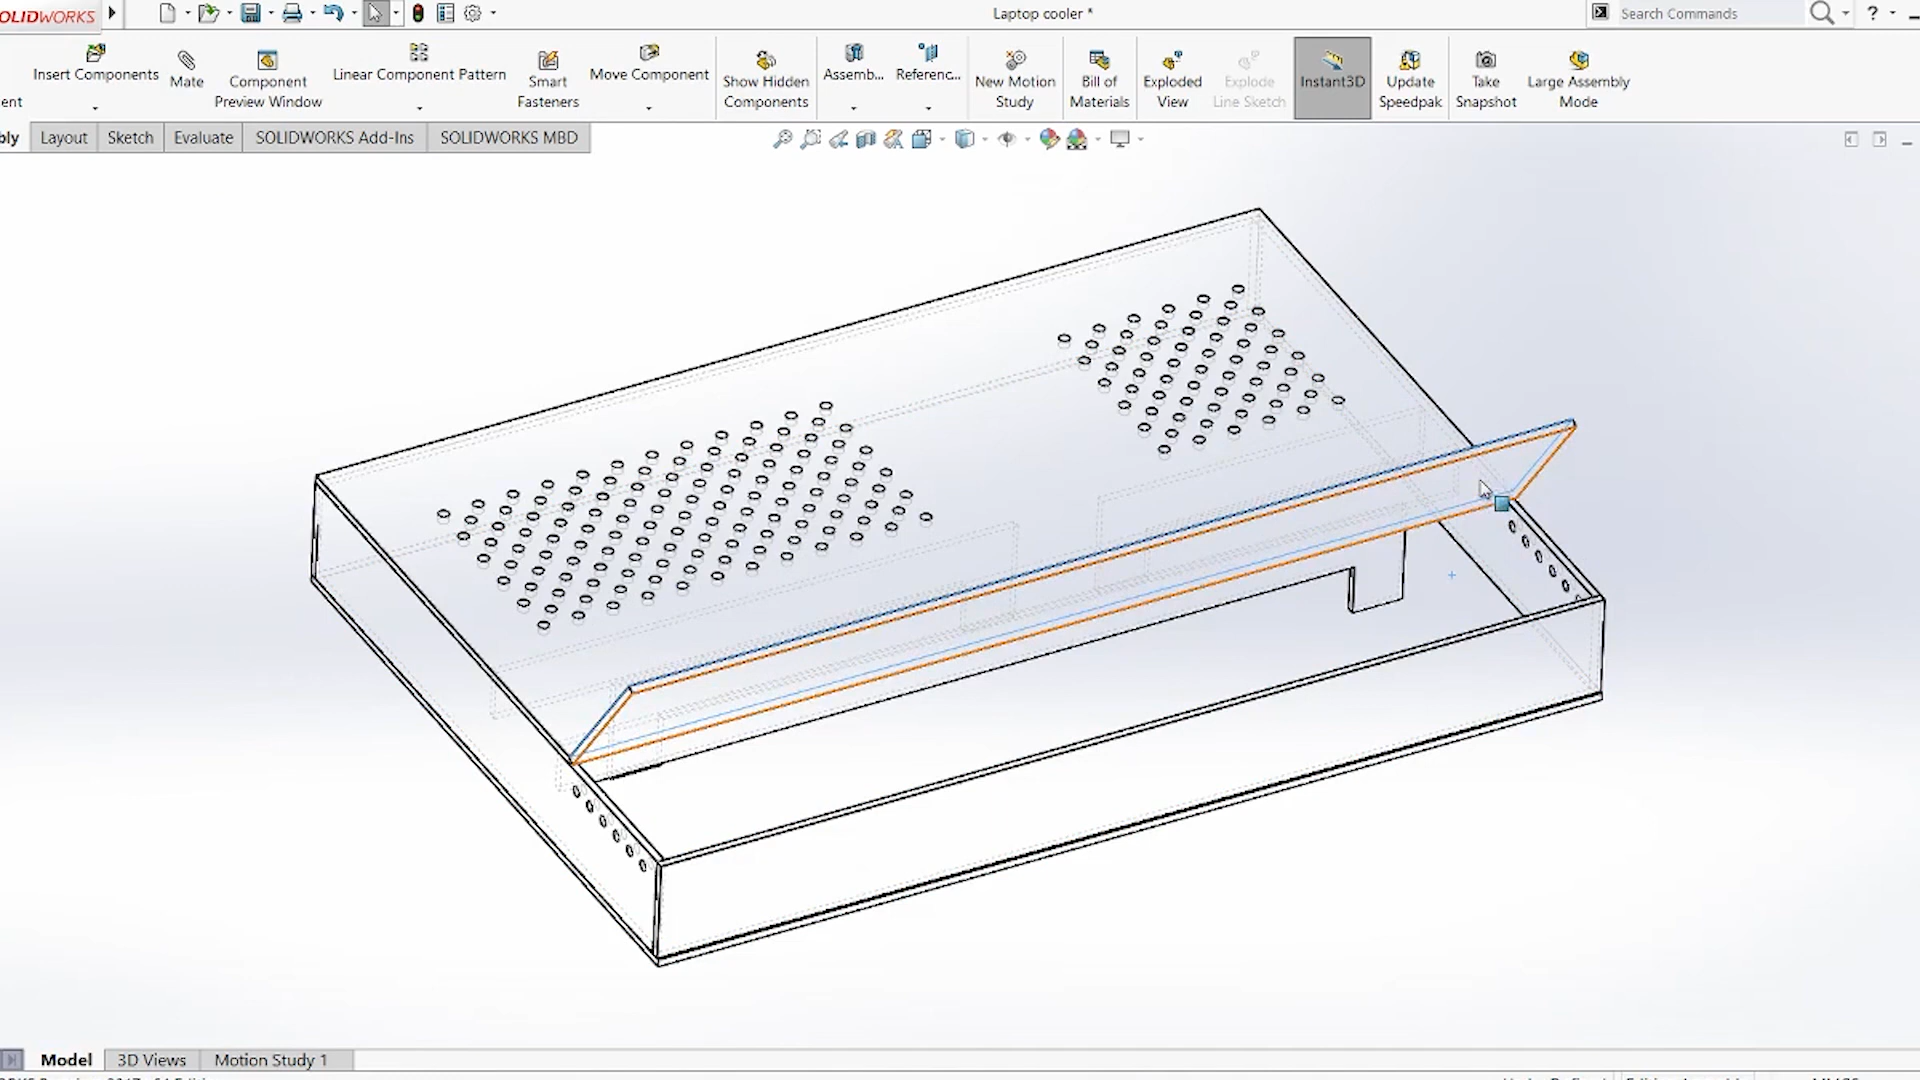 OLIDWORKS
Laptop cooler *
Search Commands
?
ent
Insert Components
Mate
Component
Preview Window
Linear Component Pattern
Smart
Fasteners
Move Component
Show Hidden
Components
Assemb...
Referenc...
New Motion
Study
Bill of
Materials
Exploded
View
Explode
Line Sketch
Instant3D
Update
Speedpak
Take
Snapshot
Large Assembly
Mode
bly
Layout
Sketch
Evaluate
SOLIDWORKS Add-Ins
SOLIDWORKS MBD
Model
3D Views
Motion Study 1